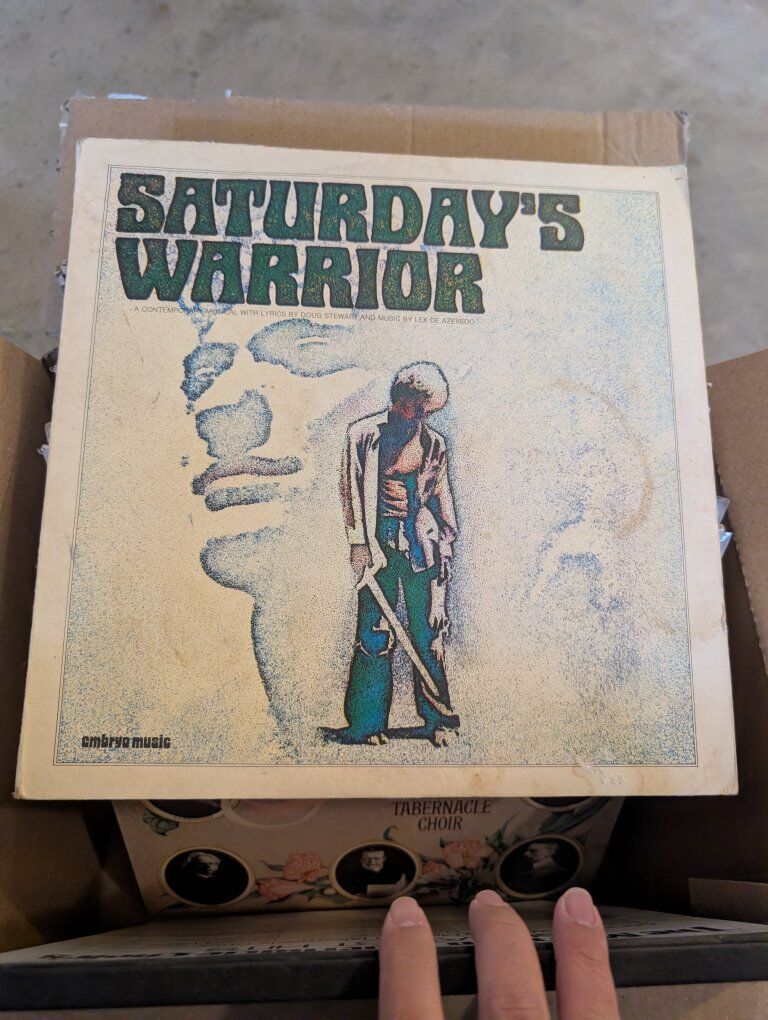 SATURDAY'S
WARRIOR
A CONTEMPORARY MUSICAL WITH LYRICS BY DOUG STEWART AND MUSIC BY LEX DE AZEVEDO
embryo music
TABERNACLE
CHOIR